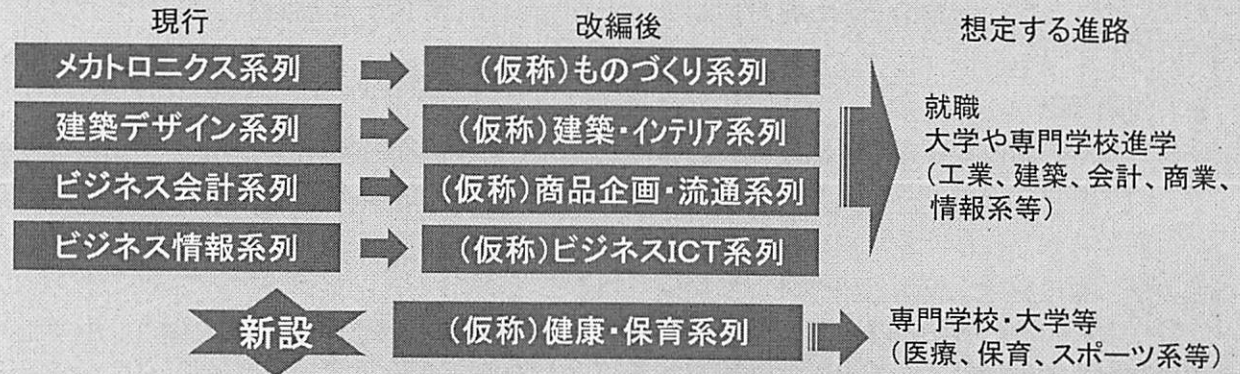 現行
改編後
想定する進路
メカトロニクス系列
(仮称)ものづくり系列
建築デザイン系列
(仮称)建築・インテリア系列
ビジネス会計系列
(仮称)商品企画・流通系列
ビジネス情報系列
(仮称)ビジネスICT系列
就職
大学や専門学校進学
(工業、建築、会計、商業、
情報系等)
新設
(仮称)健康・保育系列
専門学校・大学等
(医療、保育、スポーツ系等)